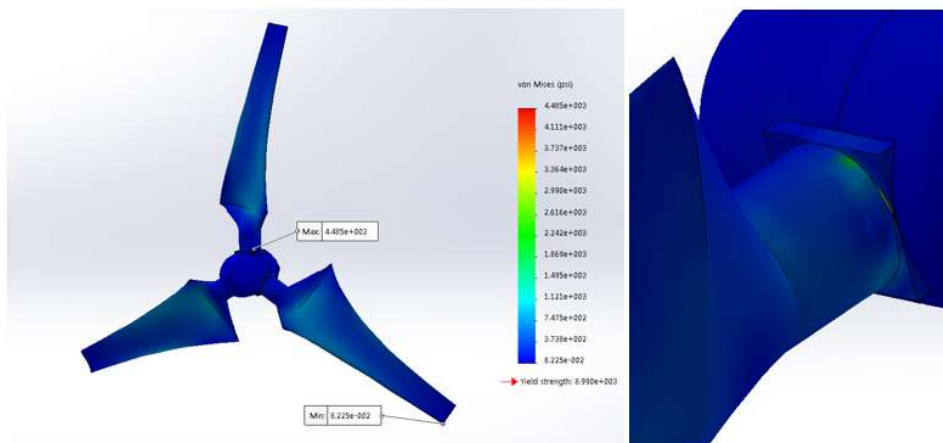 von Mises (psi)
4.485e+003
4.111e+003
3.737e+003
3.364e+003
2.990e+003
2.616e+003
2.242e+003
1.869e+003
1.495e+003
1.121e+003
7.475e+002
3.738e+002
8.225e-002
Yield strength: 8.990e+003
Max: 4.485e+003
Min: 8.225e-002